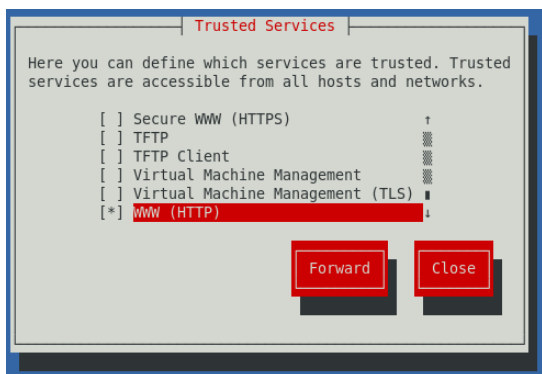 Trusted Services
Here you can define which services are trusted. Trusted
services are accessible from all hosts and networks.
[ ] Secure WWW (HTTPS) ↑
[ ] TFTP
[ ] TFTP Client
[ ] Virtual Machine Management
[ ] Virtual Machine Management (TLS)
[*] WWW (HTTP) ↓
Forward Close